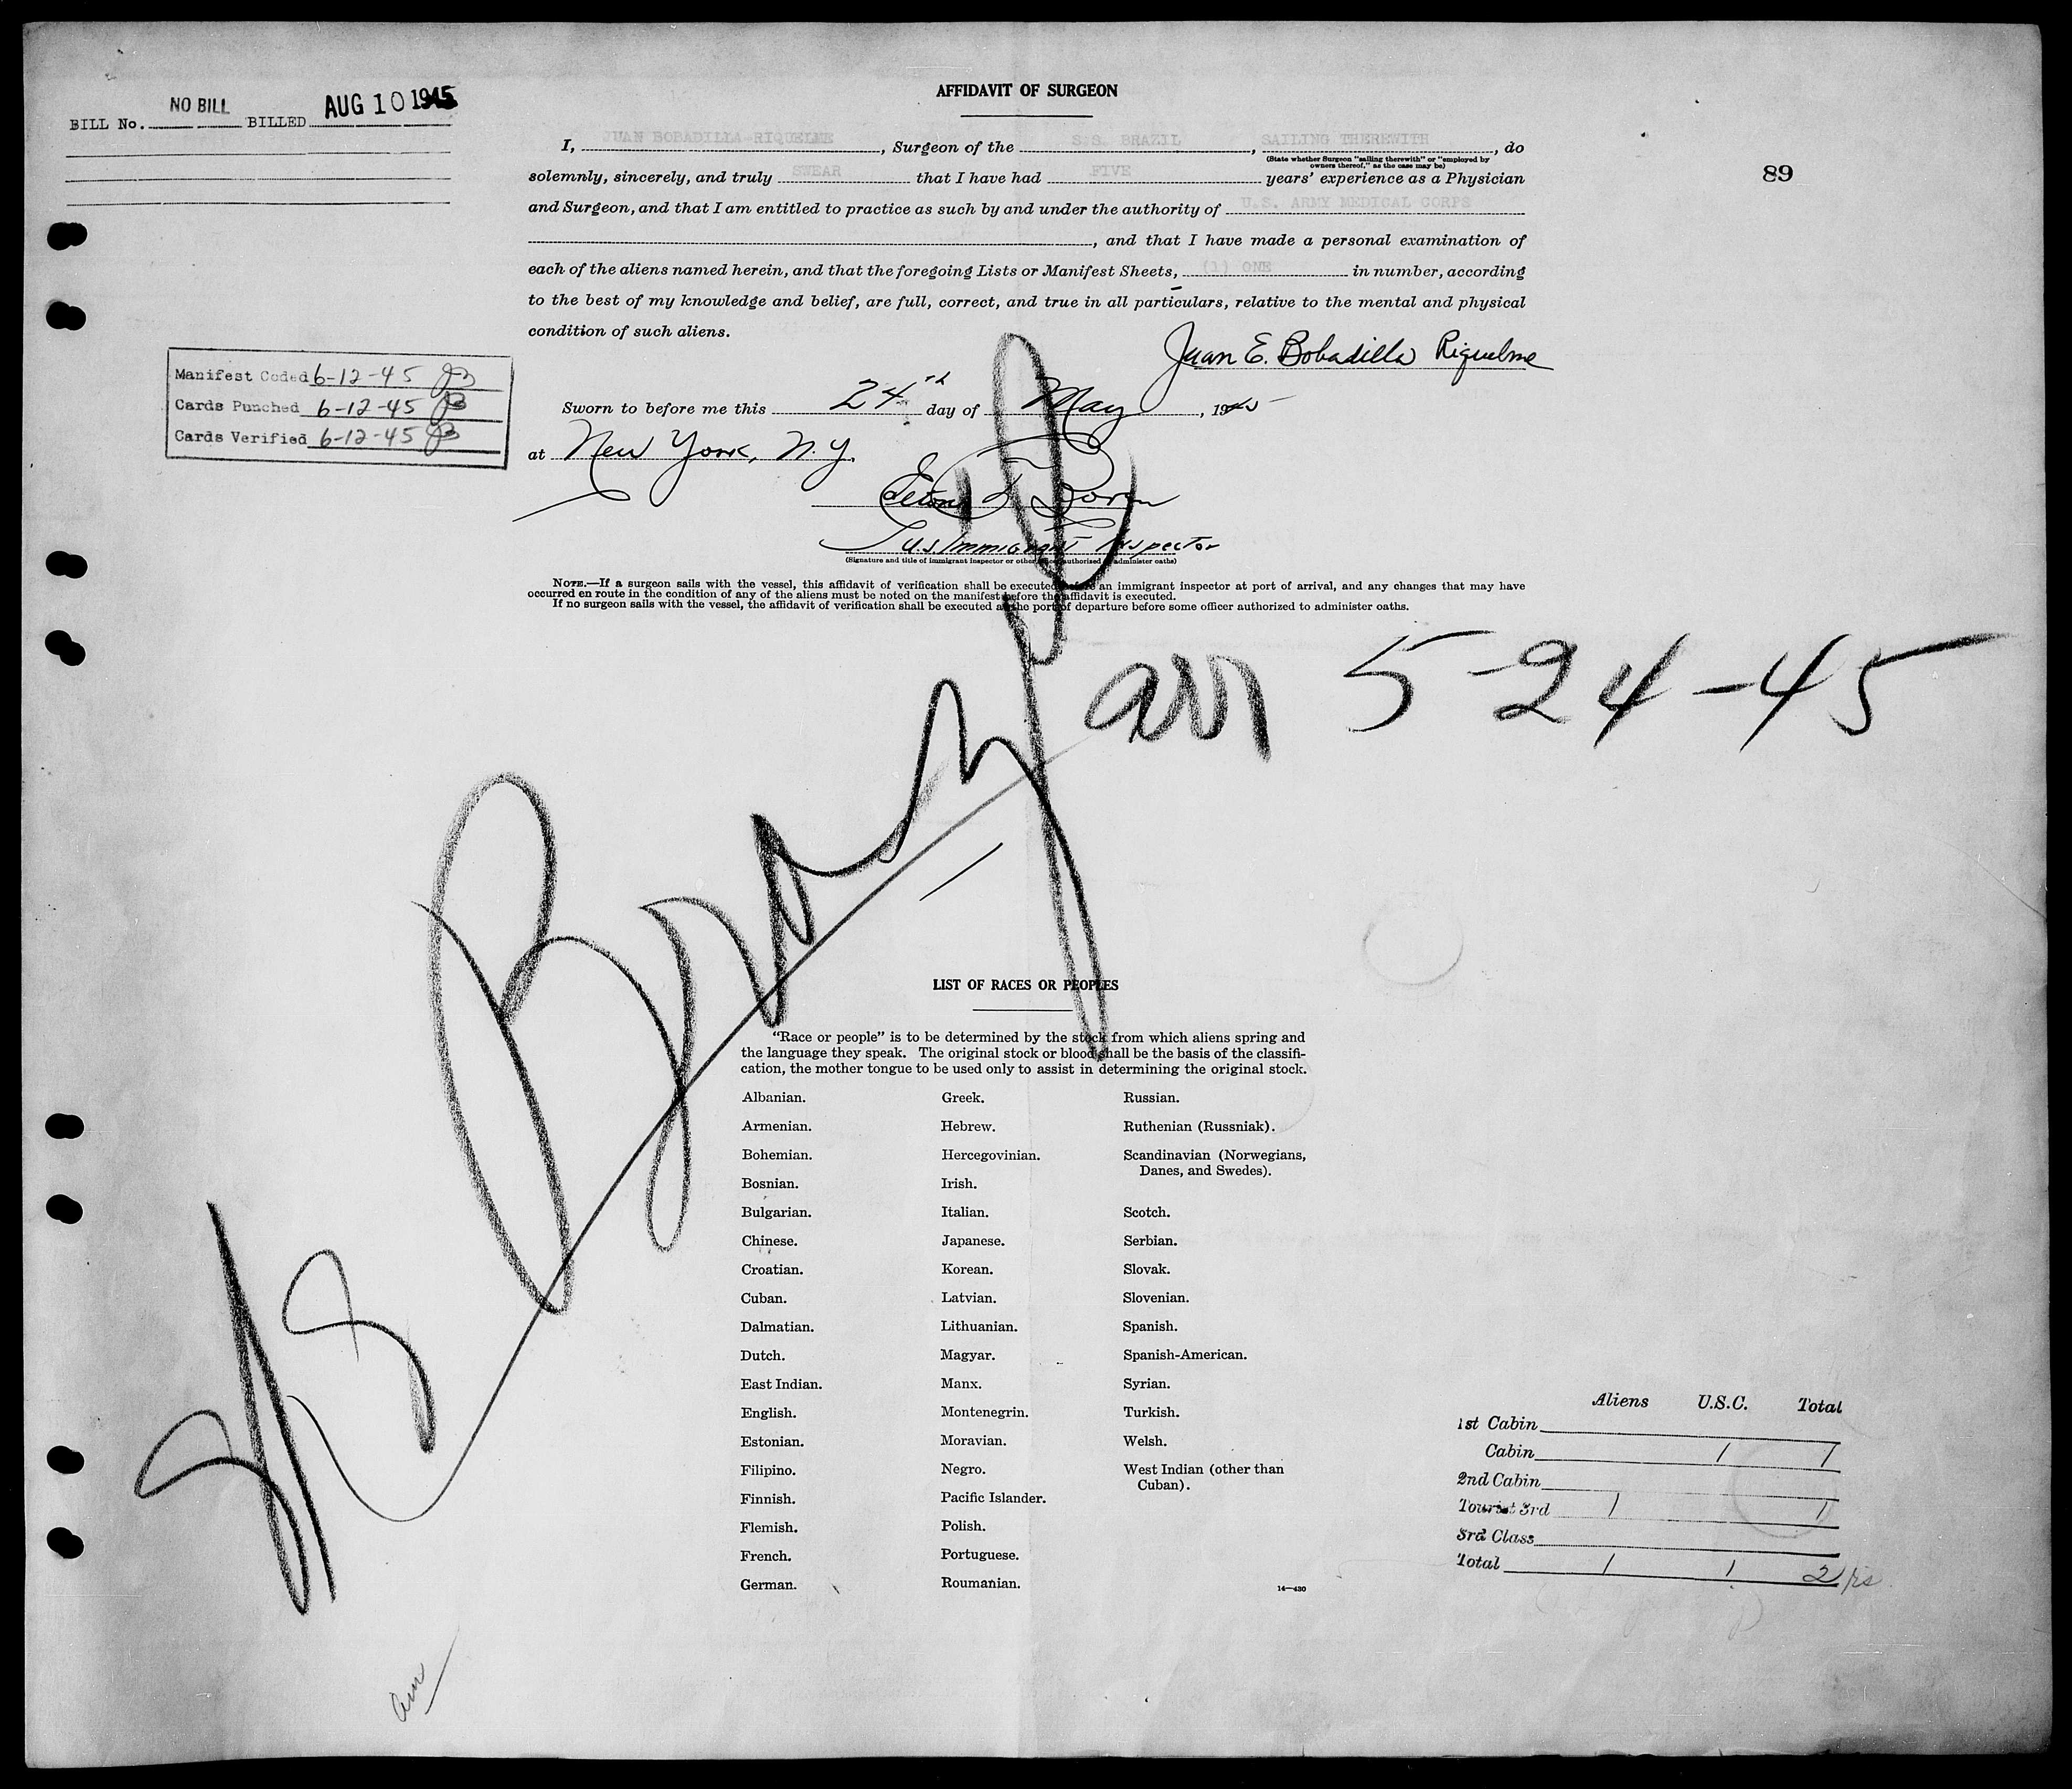 NO BILL
AUG 10 1945
BILL No. BILLED
AFFIDAVIT OF SURGEON
I, JUAN BOBADILLA-RIQUELME, Surgeon of the S.S. BRAZIL, SAILING THEREWITH, do
(State whether Surgeon "sailing therewith" or "employed by
owners thereof," as the case may be)
89
solemnly, sincerely, and truly SWEAR that I have had FIVE years' experience as a Physician
and Surgeon, and that I am entitled to practice as such by and under the authority of U.S. ARMY MEDICAL CORPS
, and that I have made a personal examination of
each of the aliens named herein, and that the foregoing Lists or Manifest Sheets, (1) ONE in number, according
to the best of my knowledge and belief, are full, correct, and true in all particulars, relative to the mental and physical
condition of such aliens.
Juan E. Bobadilla Riquelme
Manifest Coded 6-12-45 JB
Cards Punched 6-12-45 JB
Cards Verified 6-12-45 JB
Sworn to before me this 24th day of May, 1945
at New York, N.Y.
U.S. Immigrant Inspector
(Signature and title of immigrant inspector or other officer authorized to administer oaths)
NOTE.—If a surgeon sails with the vessel, this affidavit of verification shall be executed before an immigrant inspector at port of arrival, and any changes that may have
occurred en route in the condition of any of the aliens must be noted on the manifest before the affidavit is executed.
If no surgeon sails with the vessel, the affidavit of verification shall be executed at the port of departure before some officer authorized to administer oaths.
arr 5-24-45
SS Brazil
LIST OF RACES OR PEOPLES
"Race or people" is to be determined by the stock from which aliens spring and
the language they speak. The original stock or blood shall be the basis of the classifi-
cation, the mother tongue to be used only to assist in determining the original stock.
Albanian. Greek. Russian.
Armenian. Hebrew. Ruthenian (Russniak).
Bohemian. Hercegovinian. Scandinavian (Norwegians,
Danes, and Swedes).
Bosnian. Irish.
Bulgarian. Italian. Scotch.
Chinese. Japanese. Serbian.
Croatian. Korean. Slovak.
Cuban. Latvian. Slovenian.
Dalmatian. Lithuanian. Spanish.
Dutch. Magyar. Spanish-American.
East Indian. Manx. Syrian.
English. Montenegrin. Turkish.
Estonian. Moravian. Welsh.
Filipino. Negro. West Indian (other than
Cuban).
Finnish. Pacific Islander.
Flemish. Polish.
French. Portuguese.
German. Roumanian.
14—430
Aliens U.S.C. Total
1st Cabin
Cabin 1 1
2nd Cabin
Tourist 3rd 1 1
3rd Class
Total 1 1 2